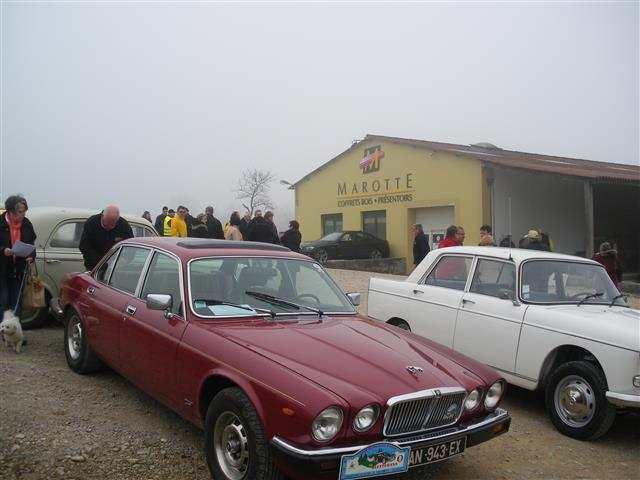 MAROTTE
COFFRETS BOIS • PRÉSENTOIRS
AN-943-EX